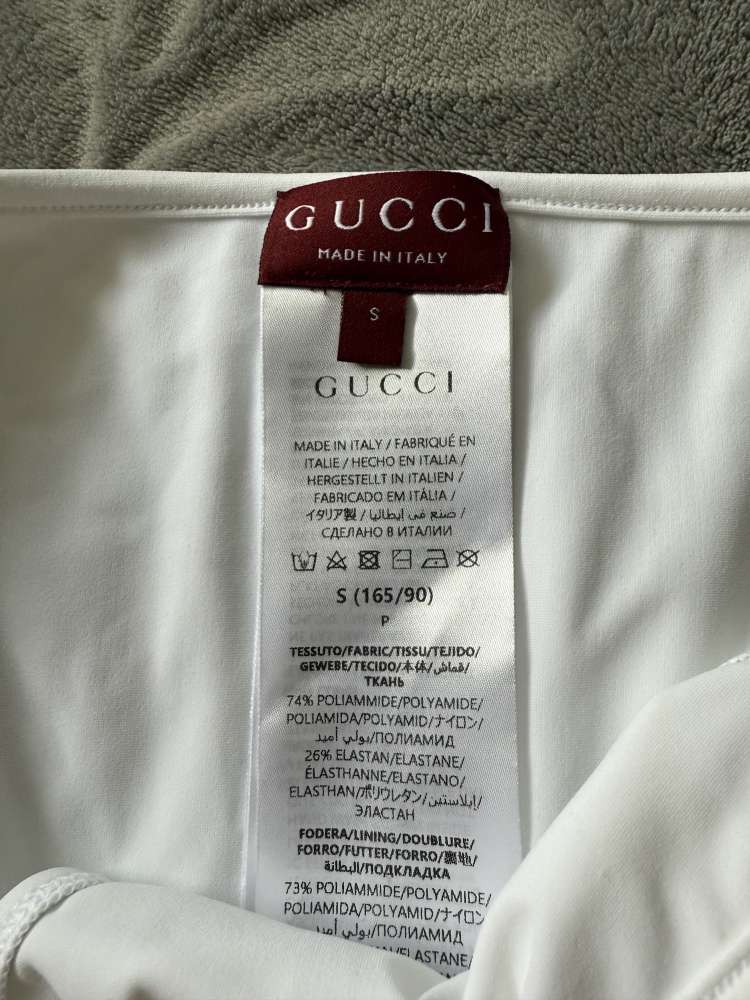 GUCCI
MADE IN ITALY
S
GUCCI
MADE IN ITALY / FABRIQUÉ EN
ITALIE / HECHO EN ITALIA /
HERGESTELLT IN ITALIEN /
FABRICADO EM ITÁLIA /
イタリア製 / صنع في إيطاليا /
СДЕЛАНО В ИТАЛИИ
S (165/90)
P
TESSUTO/FABRIC/TISSU/TEJIDO/
GEWEBE/TECIDO/本体/قماش/
ТКАНЬ
74% POLIAMMIDE/POLYAMIDE/
POLIAMIDA/POLYAMID/ナイロン/
بولي أميد/ПОЛИАМИД
26% ELASTAN/ELASTANE/
ÉLASTHANNE/ELASTANO/
ELASTHAN/ポリウレタン/إيلاستين/
ЭЛАСТАН
FODERA/LINING/DOUBLURE/
FORRO/FUTTER/FORRO/裏地/
البطانة/ПОДКЛАДКА
73% POLIAMMIDE/POLYAMIDE/
POLIAMIDA/POLYAMID/ナイロン
بولي أميد/ПОЛИАМИД
/ELASTANE/